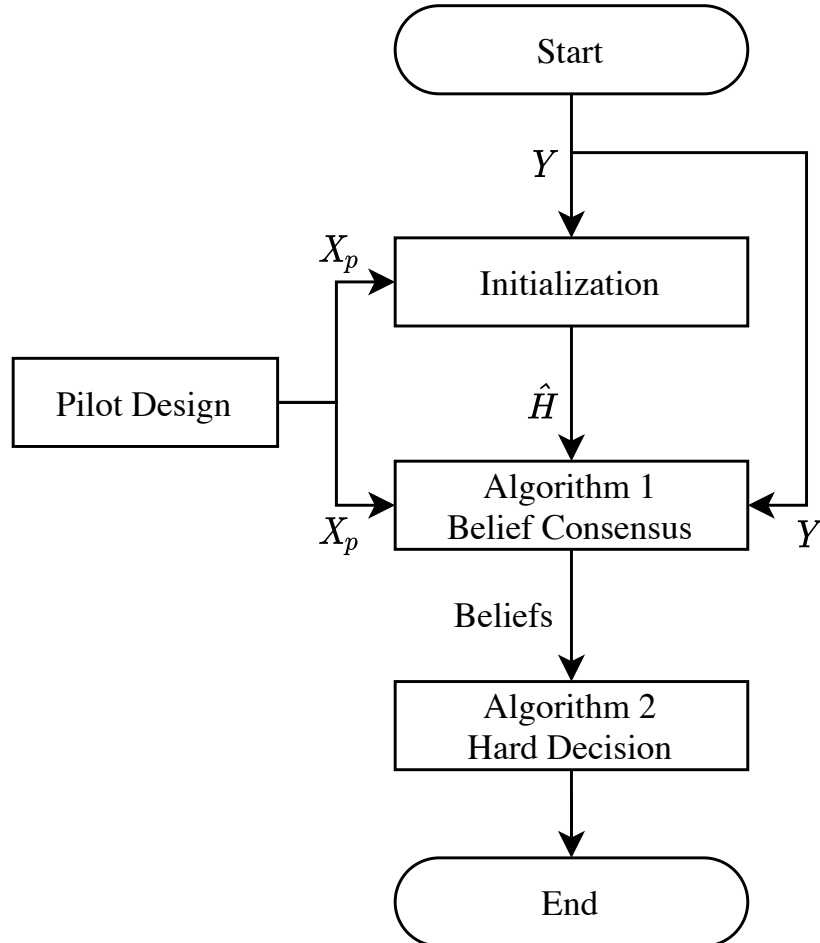 Start
Y
X_p
Initialization
Pilot Design
Ĥ
Algorithm 1
Belief Consensus
X_p
Y
Beliefs
Algorithm 2
Hard Decision
End